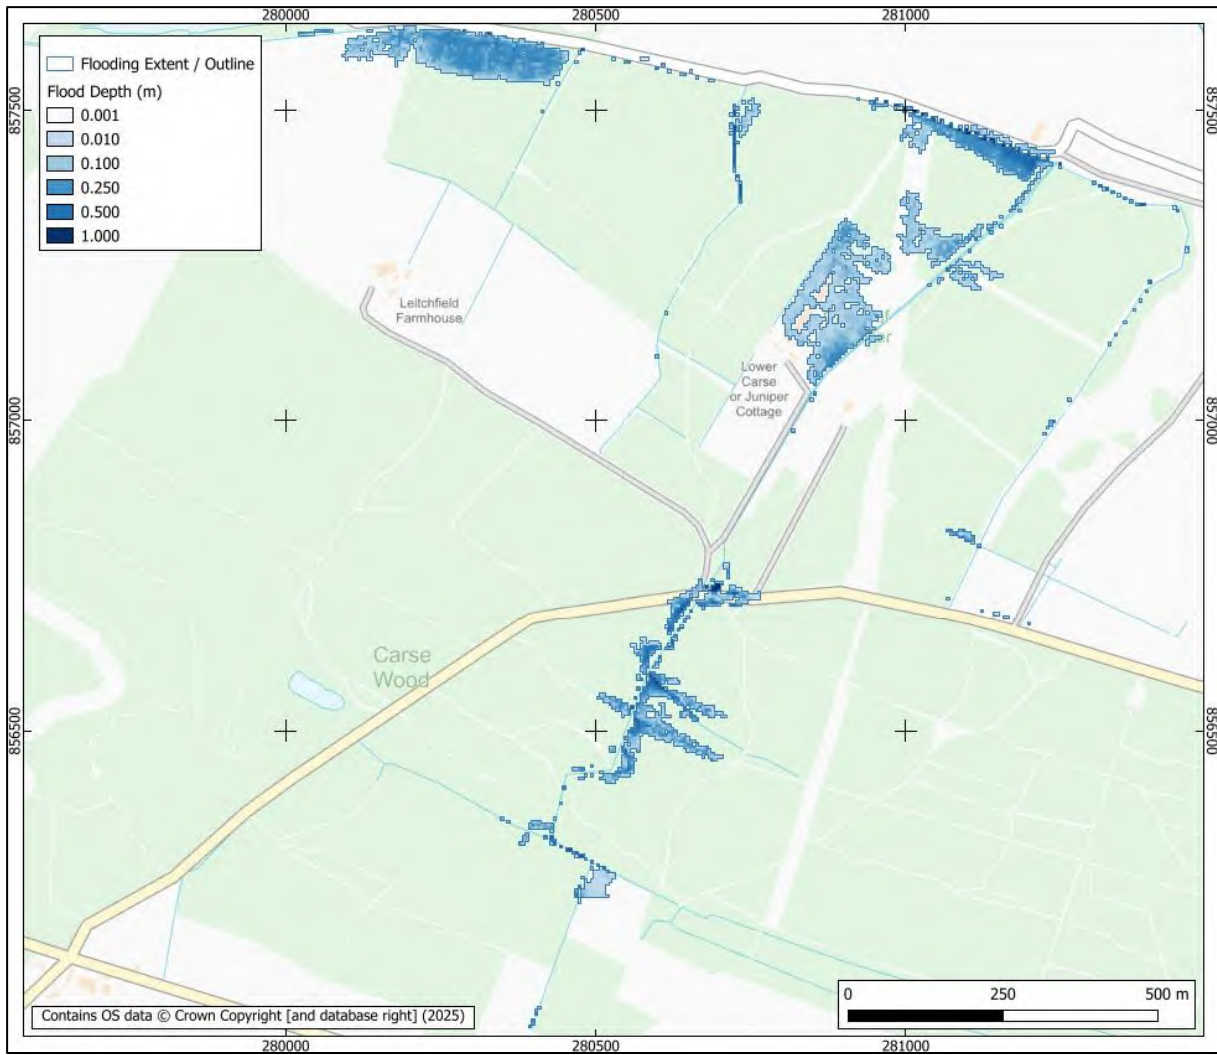 280000
280500
281000
Flooding Extent / Outline
Flood Depth (m)
0.001
0.010
0.100
0.250
0.500
1.000
857500
857500
Leitchfield
Farmhouse
Lower
Carse
or Juniper
Cottage
857000
857000
Carse
Wood
856500
856500
0
250
500 m
Contains OS data © Crown Copyright [and database right] (2025)
280000
280500
281000